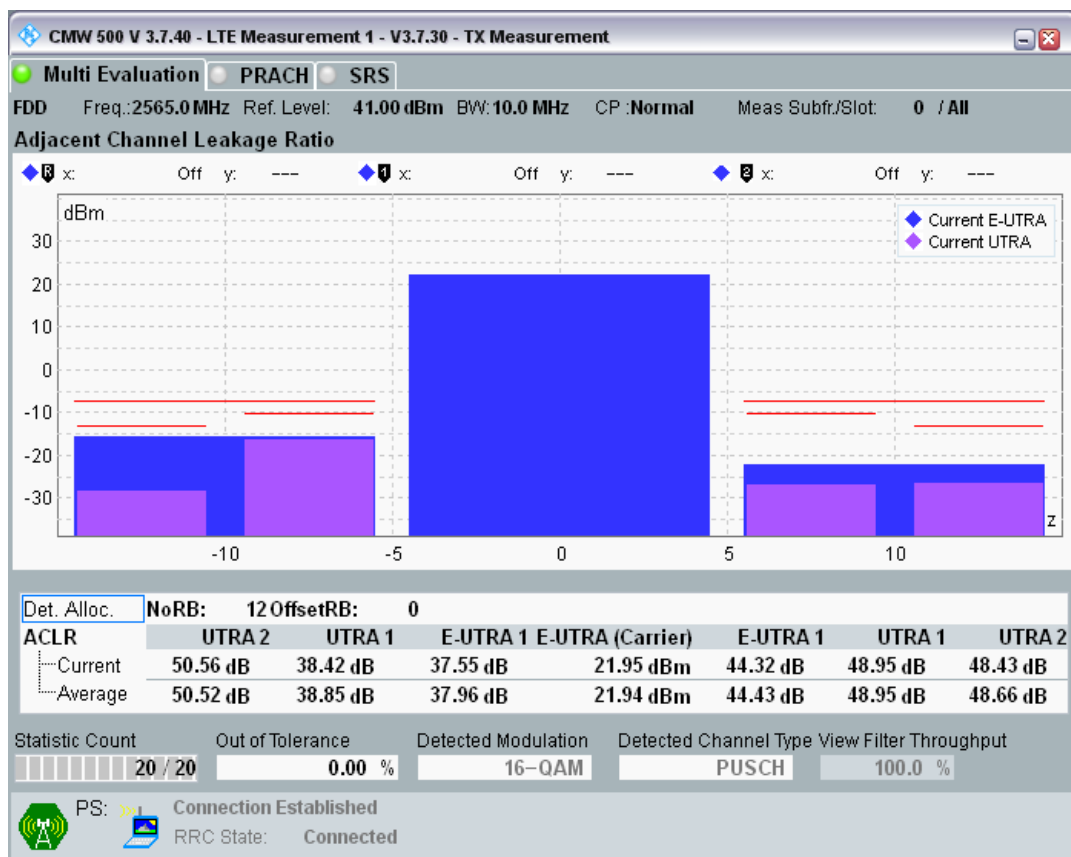 CMW 500 V 3.7.40 - LTE Measurement 1 - V3.7.30 - TX Measurement
Multi Evaluation PRACH SRS
FDD Freq.:2565.0 MHz Ref. Level: 41.00 dBm BW: 10.0 MHz CP :Normal Meas Subfr./Slot: 0 / All
Adjacent Channel Leakage Ratio
R x: Off y: --- 1 x: Off y: --- 2 x: Off y: ---
dBm
Current E-UTRA
Current UTRA
30
20
10
0
-10
-20
-30
z
-10 -5 0 5 10
Det. Alloc. NoRB: 12 OffsetRB: 0
ACLR UTRA 2 UTRA 1 E-UTRA 1 E-UTRA (Carrier) E-UTRA 1 UTRA 1 UTRA 2
Current 50.56 dB 38.42 dB 37.55 dB 21.95 dBm 44.32 dB 48.95 dB 48.43 dB
Average 50.52 dB 38.85 dB 37.96 dB 21.94 dBm 44.43 dB 48.95 dB 48.66 dB
Statistic Count Out of Tolerance Detected Modulation Detected Channel Type View Filter Throughput
20 / 20 0.00 % 16-QAM PUSCH 100.0 %
PS: Connection Established
RRC State: Connected